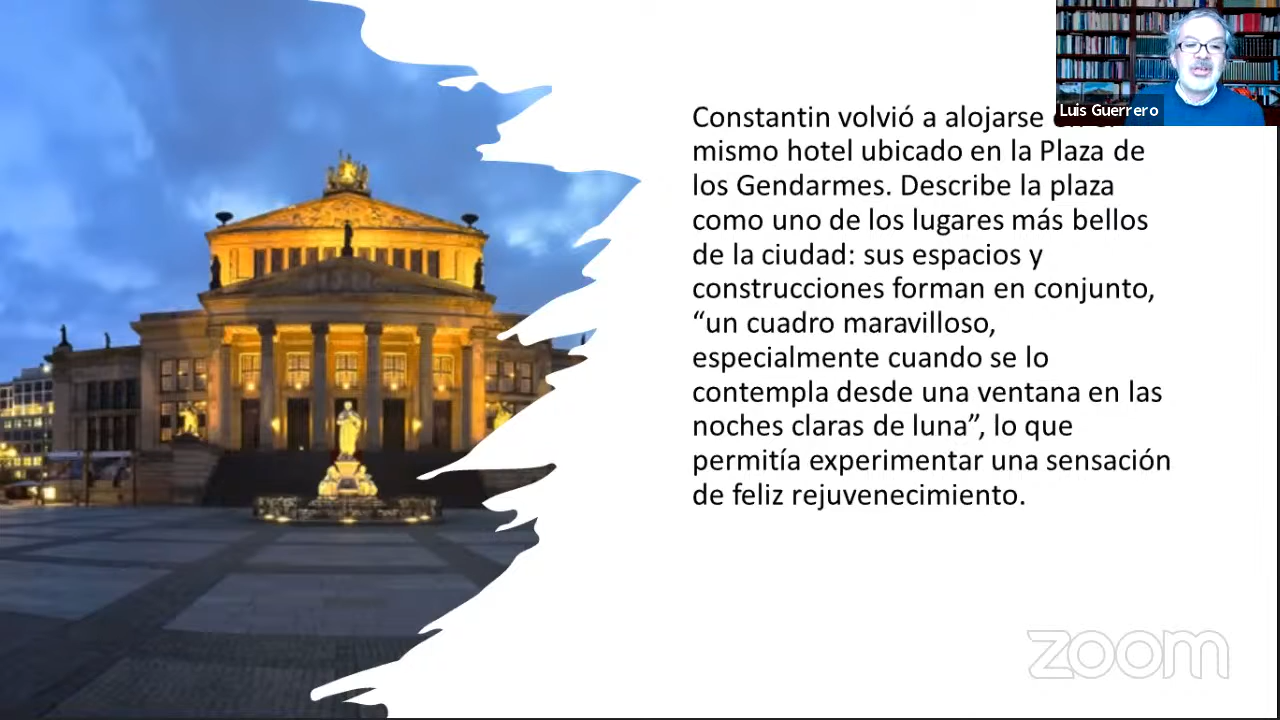 Luis Guerrero
Constantin volvió a alojarse
mismo hotel ubicado en la Plaza de
los Gendarmes. Describe la plaza
como uno de los lugares más bellos
de la ciudad: sus espacios y
construcciones forman en conjunto,
“un cuadro maravilloso,
especialmente cuando se lo
contempla desde una ventana en las
noches claras de luna”, lo que
permitía experimentar una sensación
de feliz rejuvenecimiento.
zoom